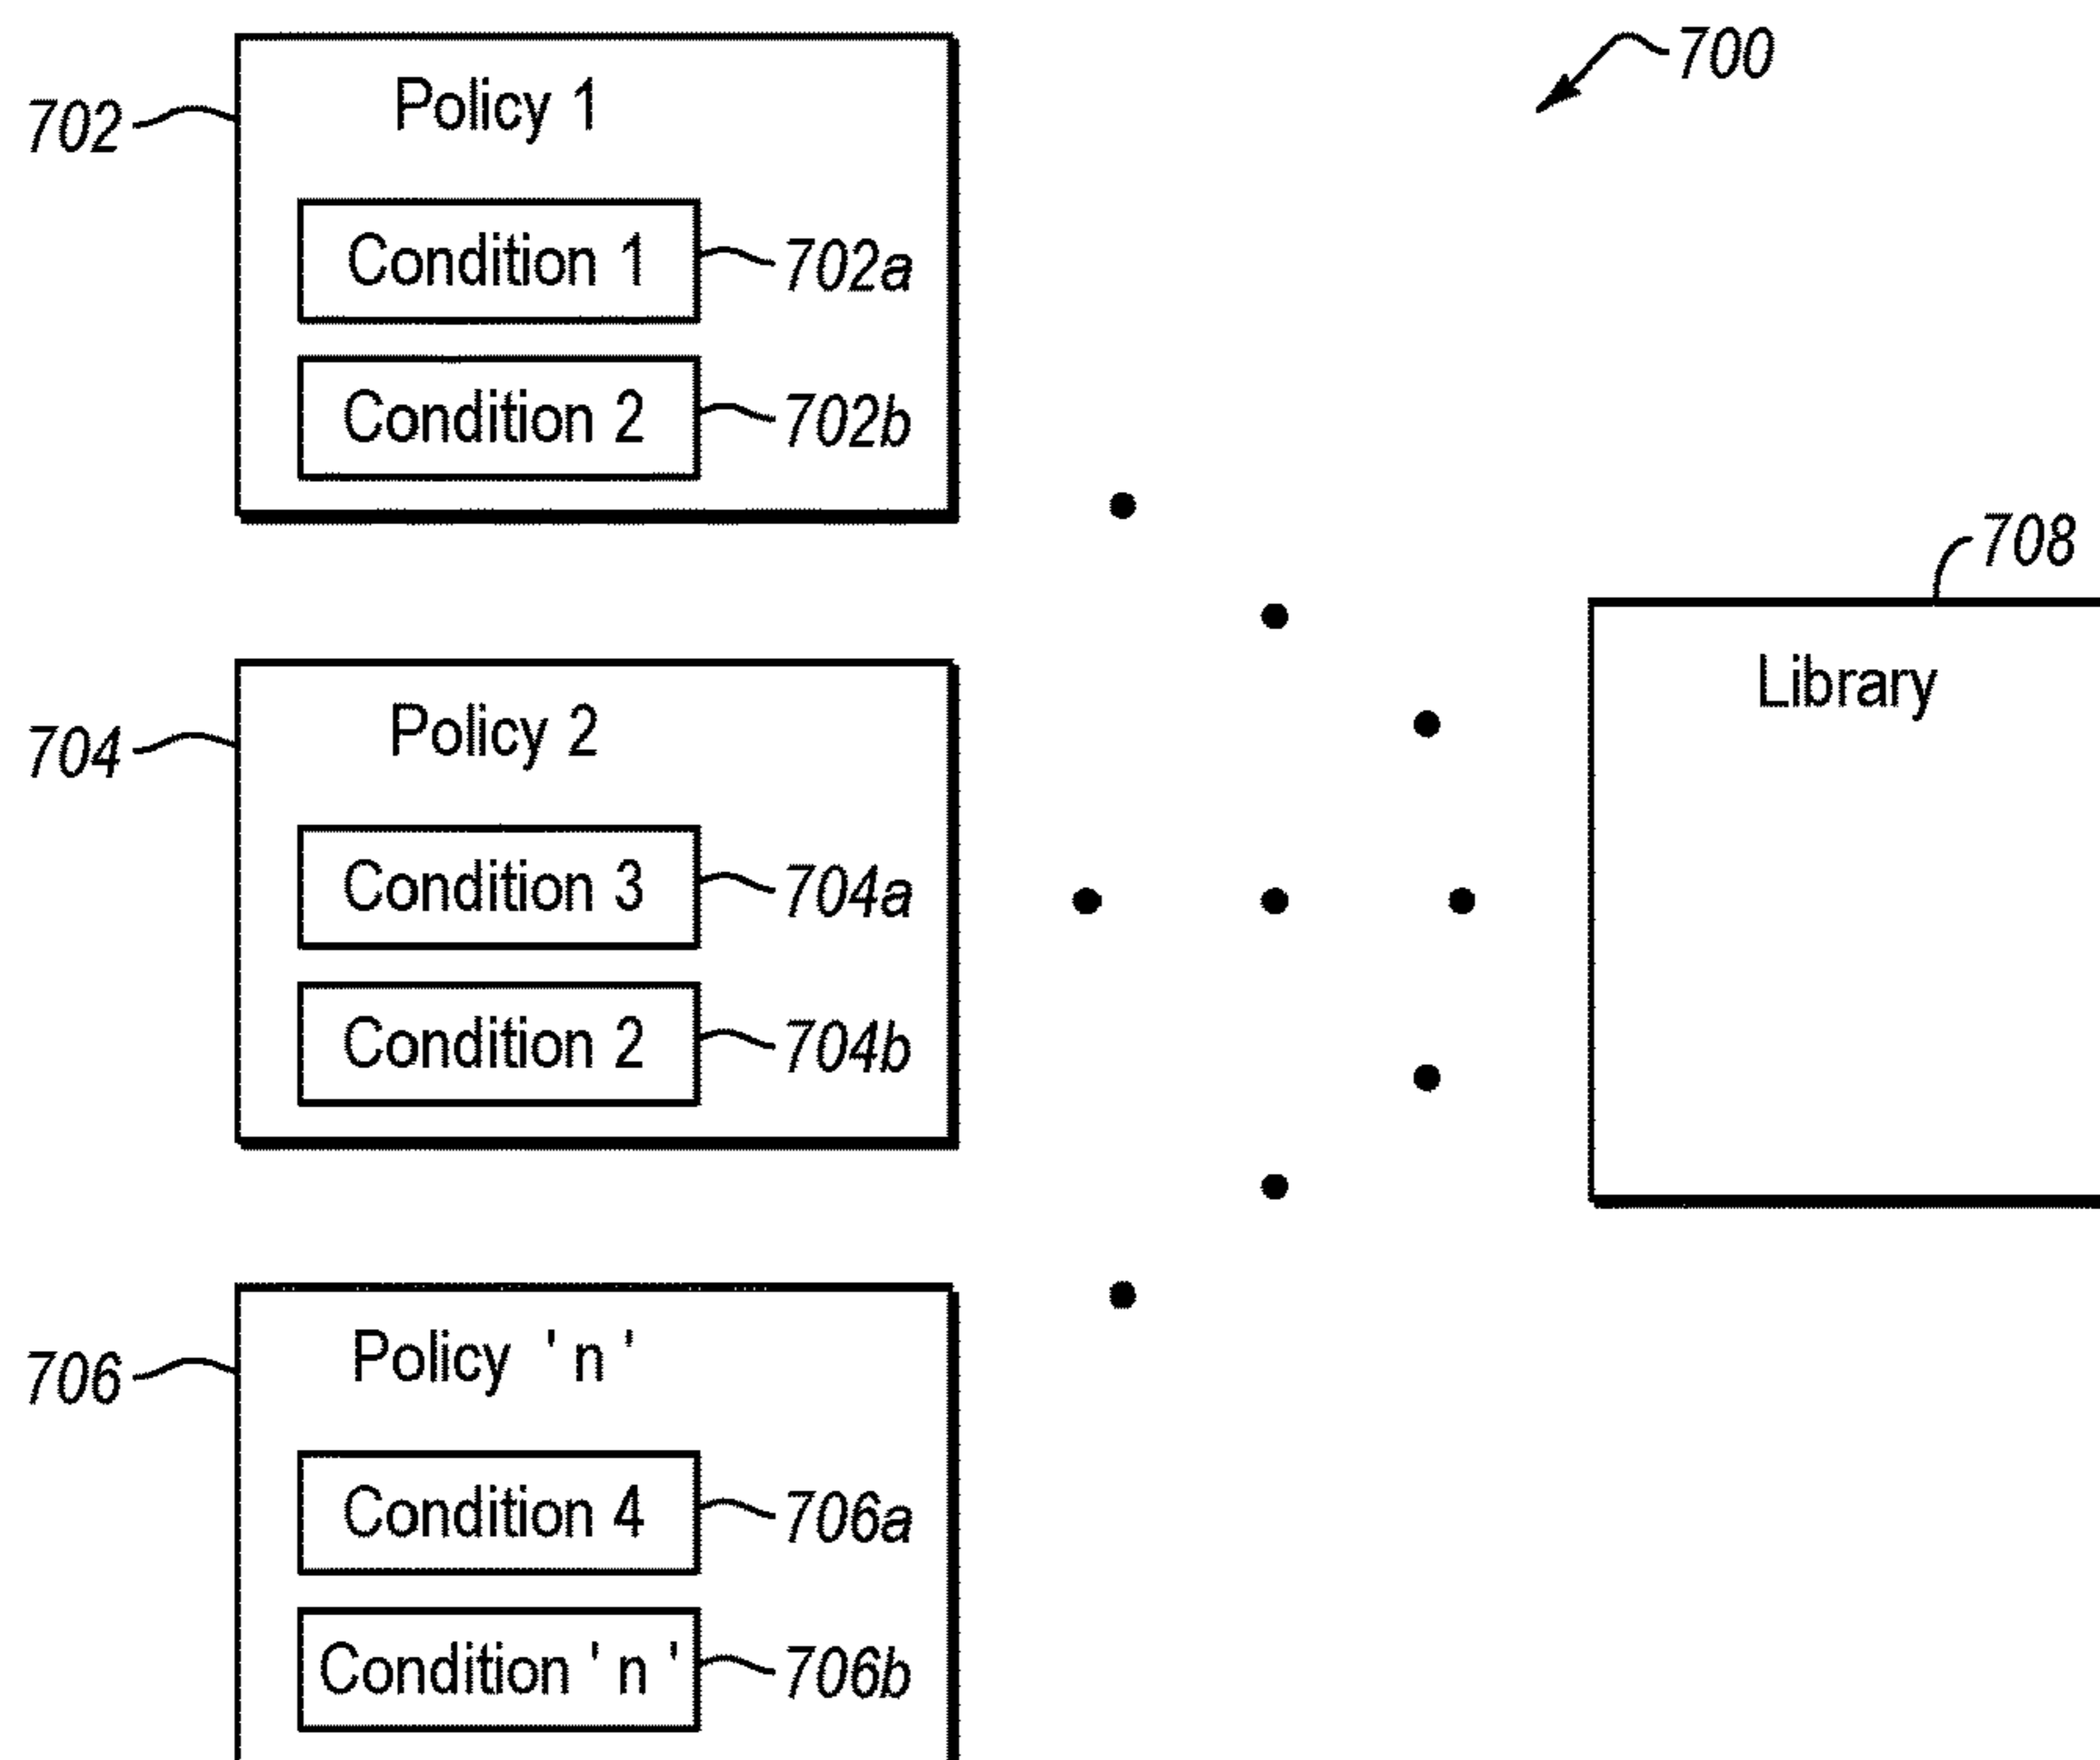 700
702
Policy 1
Condition 1
702a
Condition 2
702b
708
Library
704
Policy 2
Condition 3
704a
Condition 2
704b
706
Policy ' n '
Condition 4
706a
Condition ' n '
706b